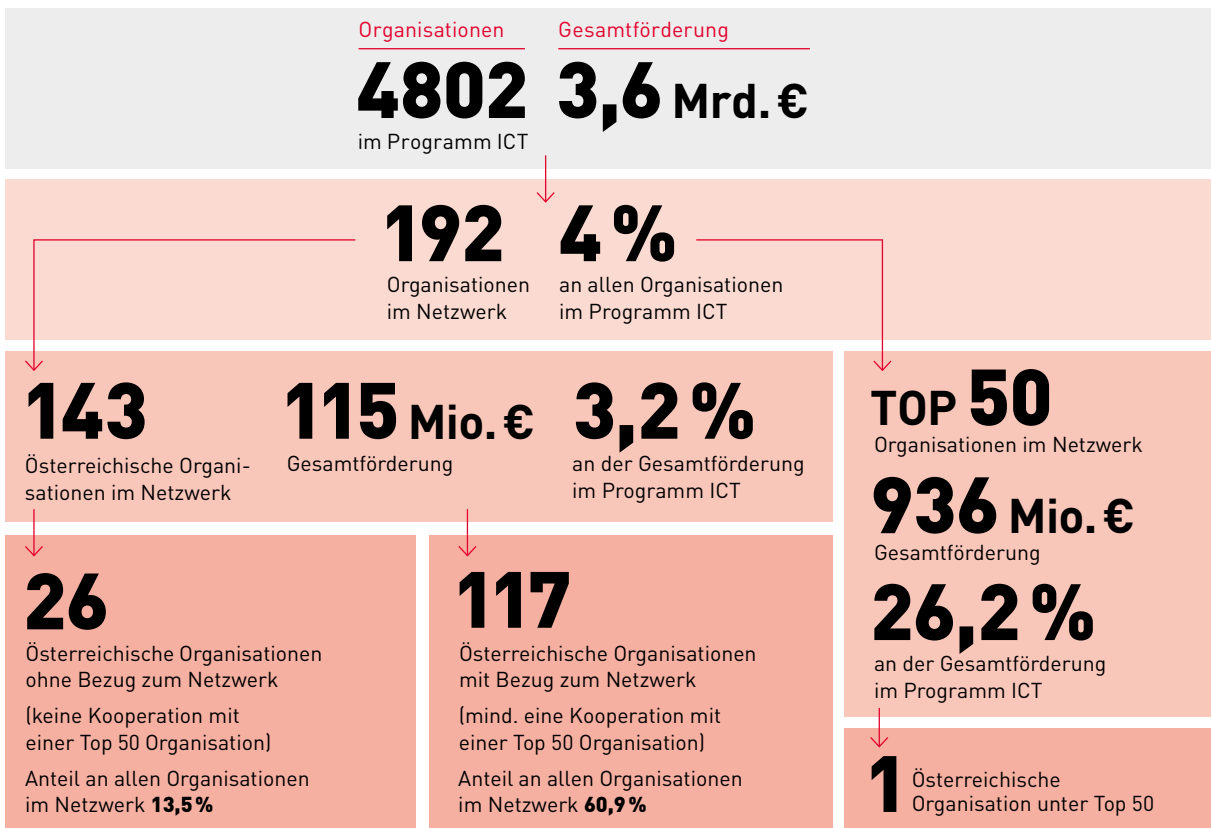 Organisationen
4802
im Programm ICT
Gesamtförderung
3,6 Mrd. €
192
Organisationen
im Netzwerk
4 %
an allen Organisationen
im Programm ICT
143
Österreichische Organi-
sationen im Netzwerk
115 Mio. €
Gesamtförderung
3,2 %
an der Gesamtförderung
im Programm ICT
26
Österreichische Organisationen
ohne Bezug zum Netzwerk
(keine Kooperation mit
einer Top 50 Organisation)
Anteil an allen Organisationen
im Netzwerk 13,5 %
117
Österreichische Organisationen
mit Bezug zum Netzwerk
(mind. eine Kooperation mit
einer Top 50 Organisation)
Anteil an allen Organisationen
im Netzwerk 60,9 %
TOP 50
Organisationen im Netzwerk
936 Mio. €
Gesamtförderung
26,2 %
an der Gesamtförderung
im Programm ICT
1
Österreichische
Organisation unter Top 50